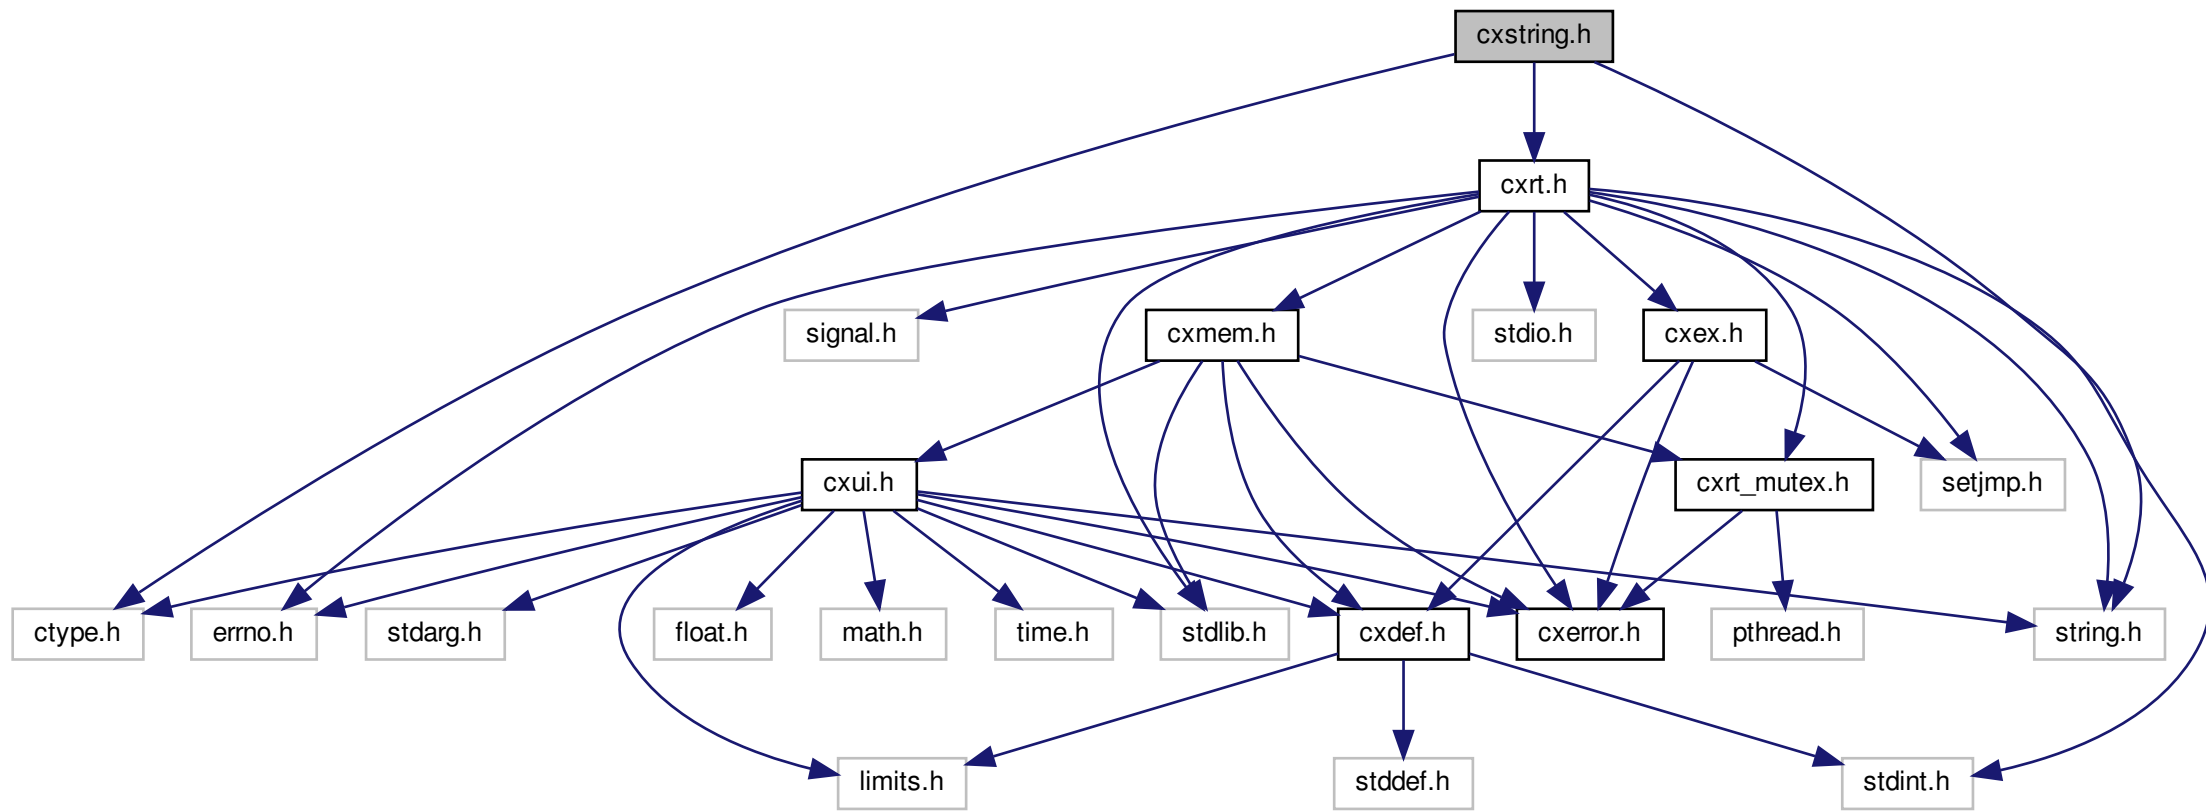 cxstring.h
cxrt.h
signal.h
cxmem.h
stdio.h
cxex.h
cxui.h
cxrt_mutex.h
setjmp.h
ctype.h
errno.h
stdarg.h
float.h
math.h
time.h
stdlib.h
cxdef.h
cxerror.h
pthread.h
string.h
limits.h
stddef.h
stdint.h